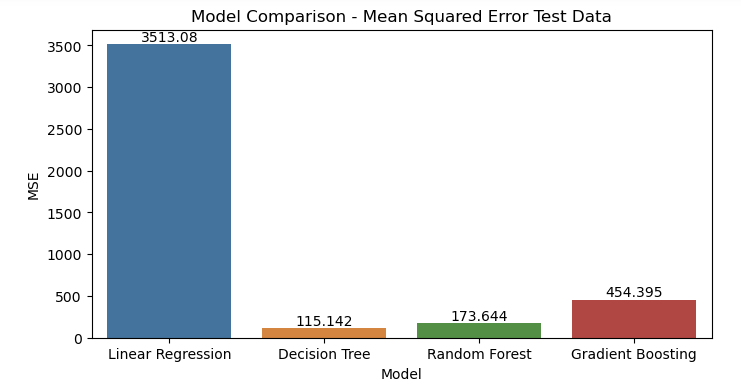 Model Comparison - Mean Squared Error Test Data
3513.08
3500
3000
2500
2000
1500
1000
500
0
MSE
115.142
173.644
454.395
Linear Regression
Decision Tree
Random Forest
Gradient Boosting
Model